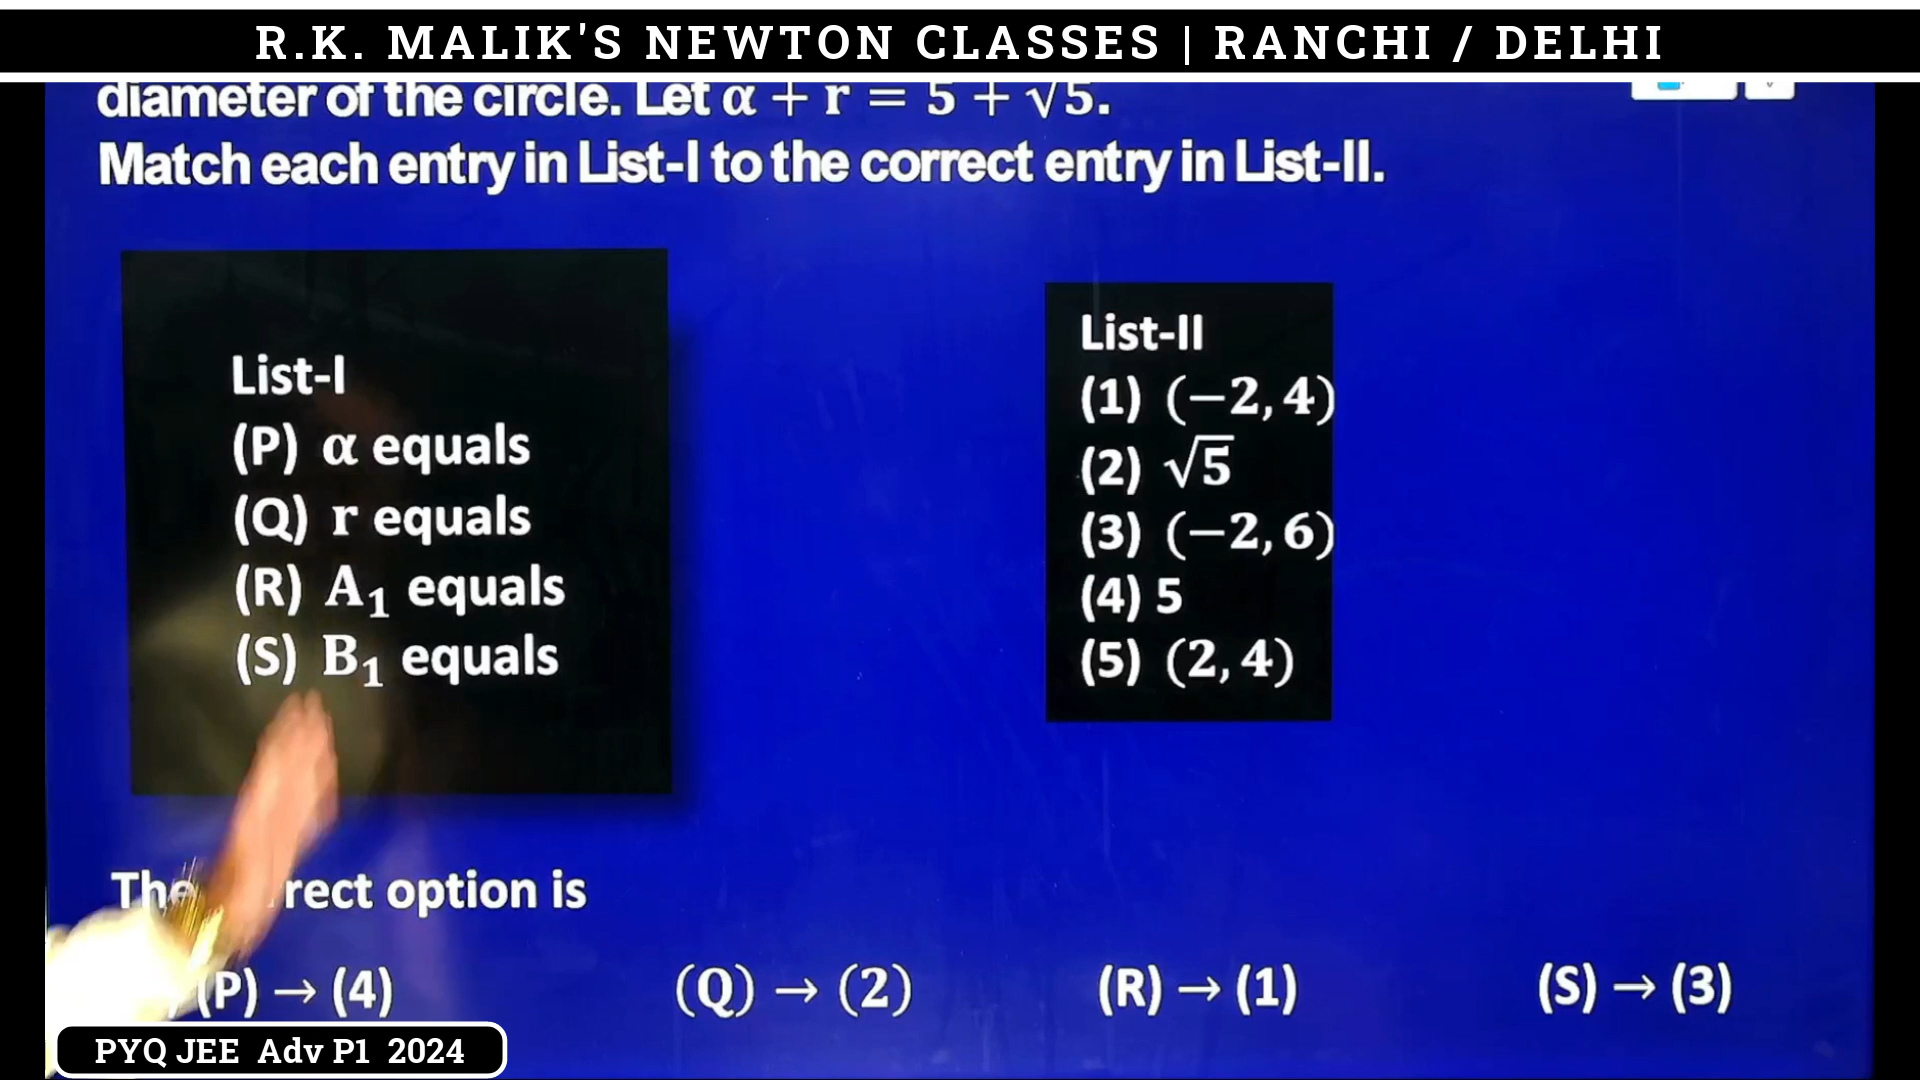 R.K. MALIK'S NEWTON CLASSES | RANCHI / DELHI
diameter of the circle. Let α + r = 5 + √5.
Match each entry in List-I to the correct entry in List-II.
List-I
(P) α equals
(Q) r equals
(R) A₁ equals
(S) B₁ equals
List-II
(1) (−2, 4)
(2) √5
(3) (−2, 6)
(4) 5
(5) (2, 4)
option is
(P) → (4) (Q) → (2) (R) → (1) (S) → (3)
PYQ JEE Adv P1 2024